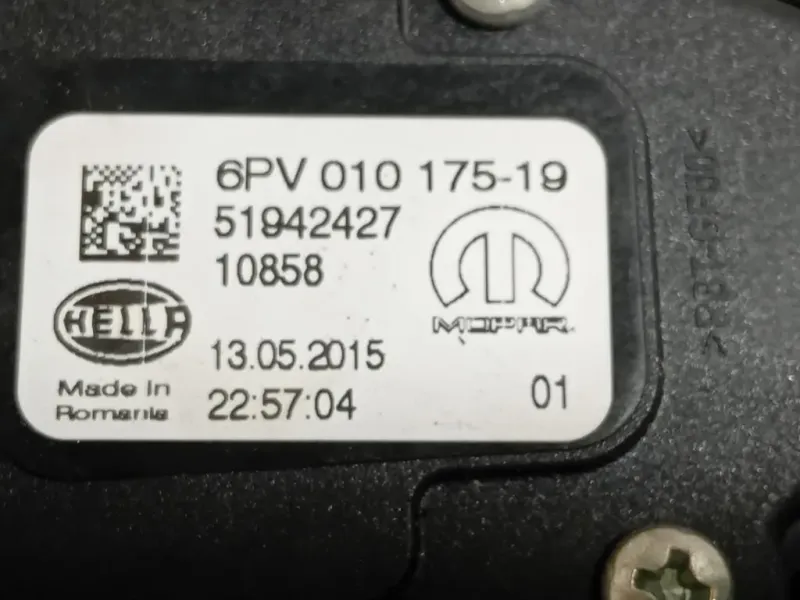 6PV 010 175-19
51942427
10858
HELLA
MOPAR
13.05.2015
Made in
Romania
22:57:04
01